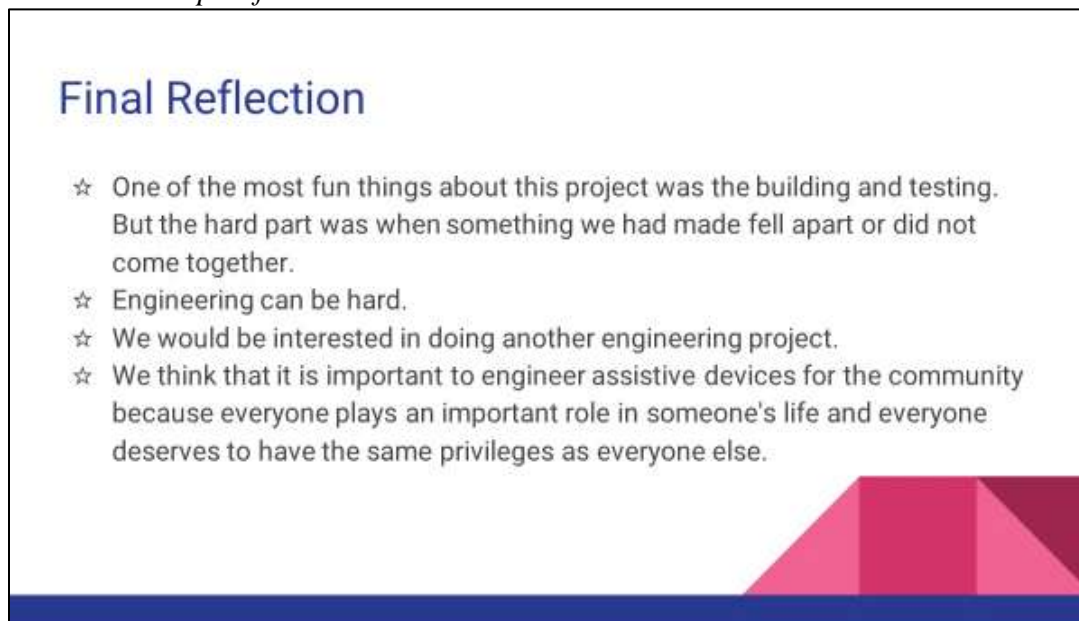 Final Reflection
☆ One of the most fun things about this project was the building and testing.
But the hard part was when something we had made fell apart or did not
come together.
☆ Engineering can be hard.
☆ We would be interested in doing another engineering project.
☆ We think that it is important to engineer assistive devices for the community
because everyone plays an important role in someone's life and everyone
deserves to have the same privileges as everyone else.